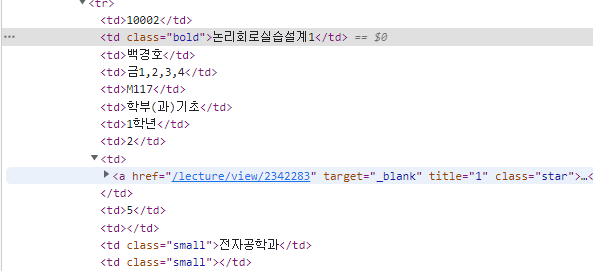 <tr>
<td>10002</td>
<td class="bold">논리회로실습설계1</td> == $0
<td>백경호</td>
<td>금1,2,3,4</td>
<td>M117</td>
<td>학부(과)기초</td>
<td>1학년</td>
<td>2</td>
<td>
<a href="/lecture/view/2342283" target="_blank" title="1" class="star">…<
</td>
<td>5</td>
<td></td>
<td class="small">전자공학과</td>
<td class="small"></td>